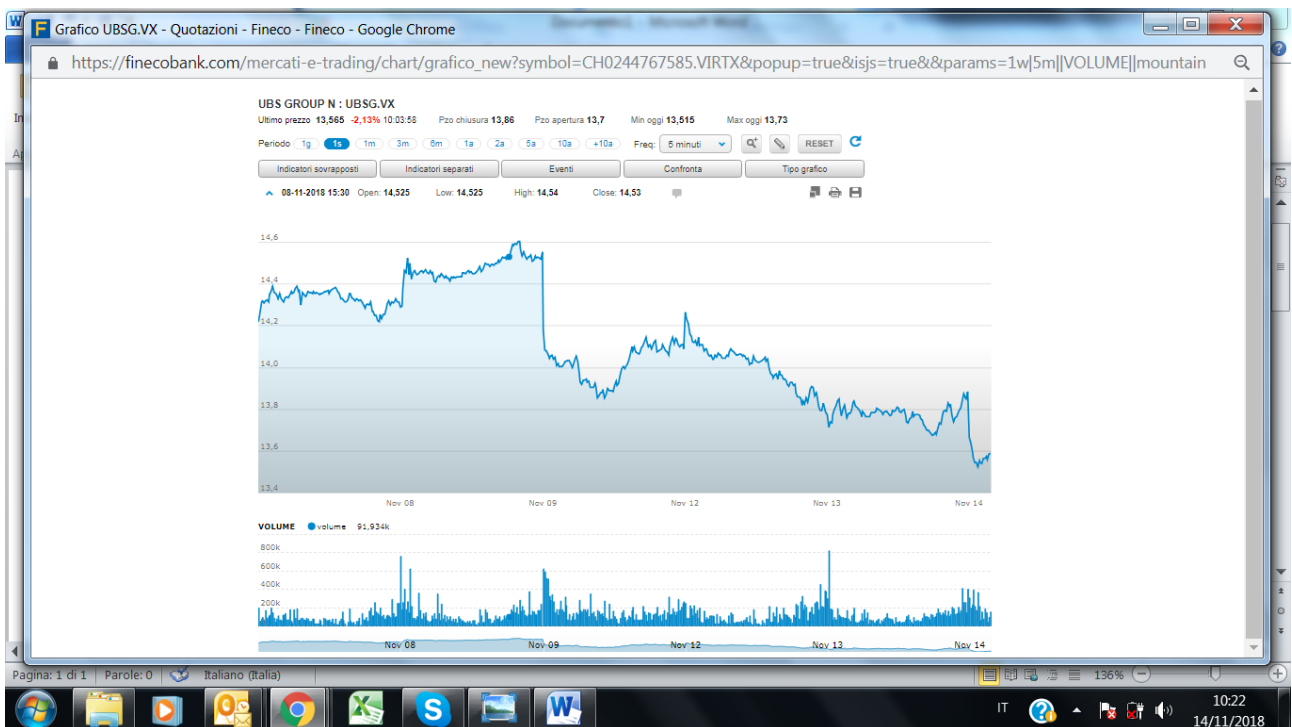 Documento1 - Microsoft Word
Grafico UBSG.VX - Quotazioni - Fineco - Fineco - Google Chrome
https://finecobank.com/mercati-e-trading/chart/grafico_new?symbol=CH0244767585.VIRTX&popup=true&isjs=true&&params=1w|5m||VOLUME||mountain
UBS GROUP N : UBSG.VX
Ultimo prezzo 13,565 -2,13% 10:03:58 Pzo chiusura 13,86 Pzo apertura 13,7 Min oggi 13,515 Max oggi 13,73
Periodo 1g 1s 1m 3m 6m 1a 2a 5a 10a +10a Freq: 5 minuti RESET
Indicatori sovrapposti Indicatori separati Eventi Confronta Tipo grafico
08-11-2018 15:30 Open: 14,525 Low: 14,525 High: 14,54 Close: 14,53
14,6
14,4
14,2
14,0
13,8
13,6
13,4
Nov 08 Nov 09 Nov 12 Nov 13 Nov 14
VOLUME volume 91,934k
800k
600k
400k
200k
Nov 08 Nov 09 Nov 12 Nov 13 Nov 14
Pagina: 1 di 1 Parole: 0 Italiano (Italia) 136%
IT 10:22
14/11/2018